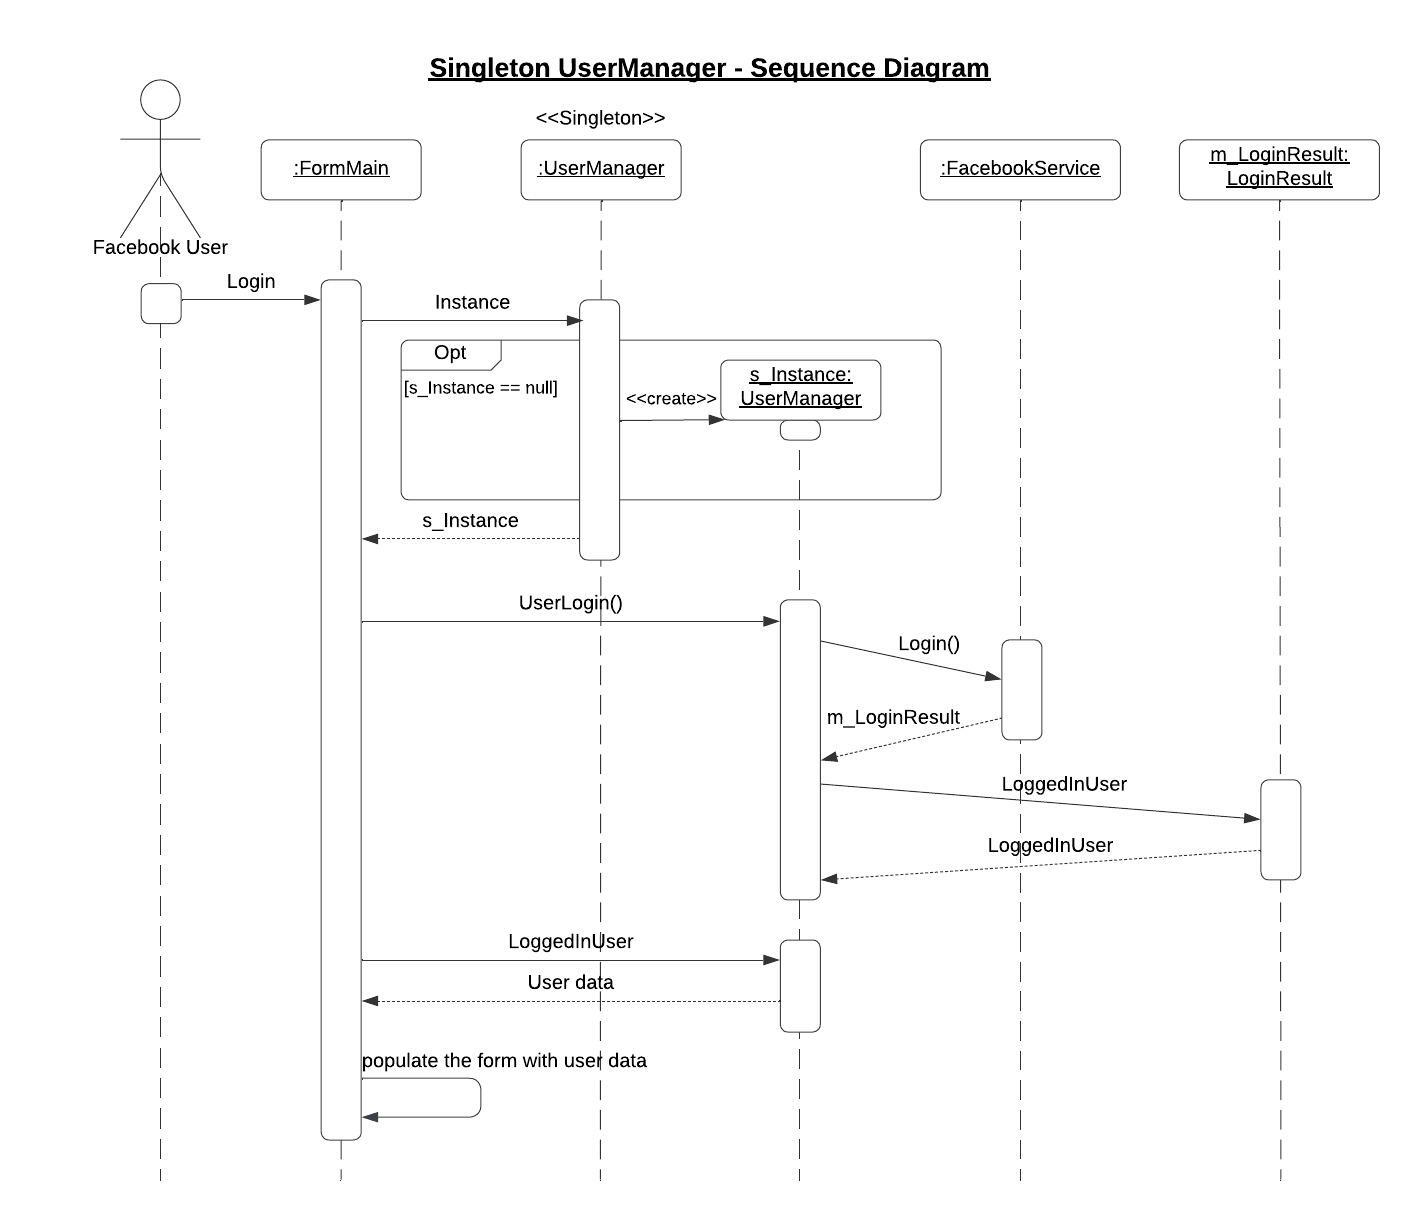 Singleton UserManager - Sequence Diagram
<<Singleton>>
:FormMain
:UserManager
:FacebookService
m_LoginResult:
LoginResult
Facebook User
Login
Instance
Opt
[s_Instance == null]
s_Instance:
UserManager
<<create>>
s_Instance
UserLogin()
Login()
m_LoginResult
LoggedInUser
LoggedInUser
LoggedInUser
User data
populate the form with user data